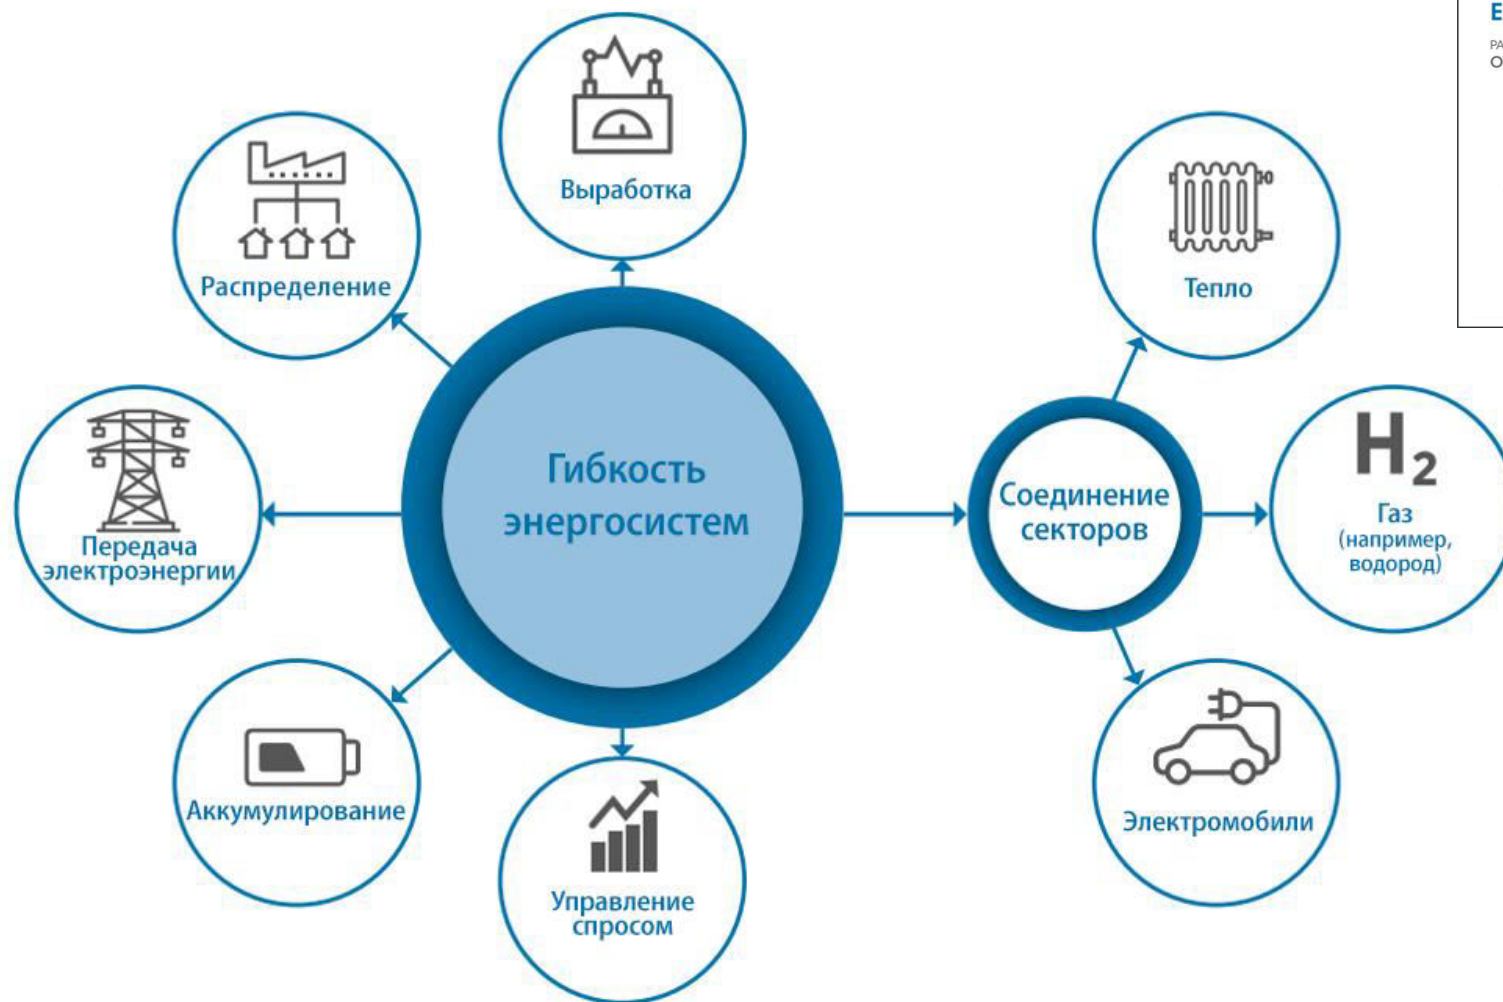 Выработка
Распределение
Передача
электроэнергии
Аккумулирование
Управление
спросом
Гибкость
энергосистем
Соединение
секторов
Тепло
H₂
Газ
(например,
водород)
Электромобили